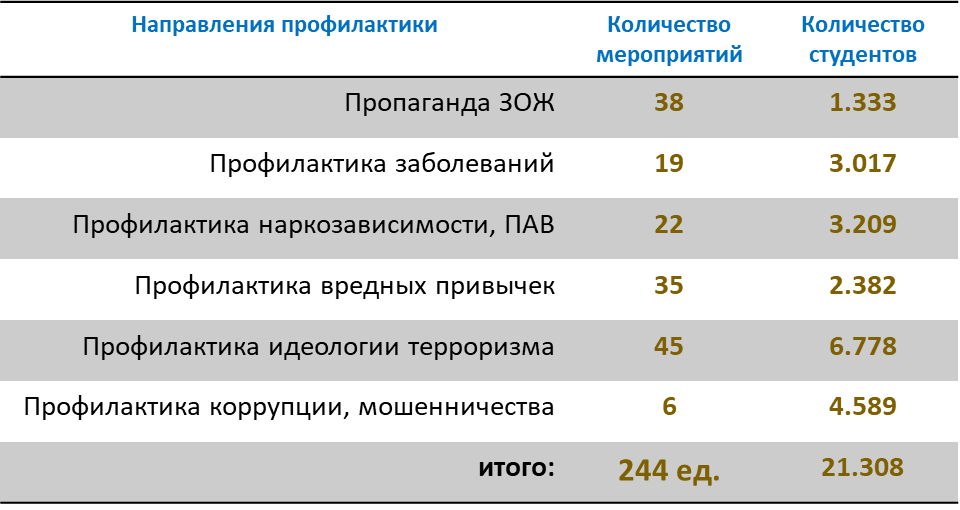 Направления профилактики Количество мероприятий Количество студентов
Пропаганда ЗОЖ 38 1.333
Профилактика заболеваний 19 3.017
Профилактика наркозависимости, ПАВ 22 3.209
Профилактика вредных привычек 35 2.382
Профилактика идеологии терроризма 45 6.778
Профилактика коррупции, мошенничества 6 4.589
итого: 244 ед. 21.308